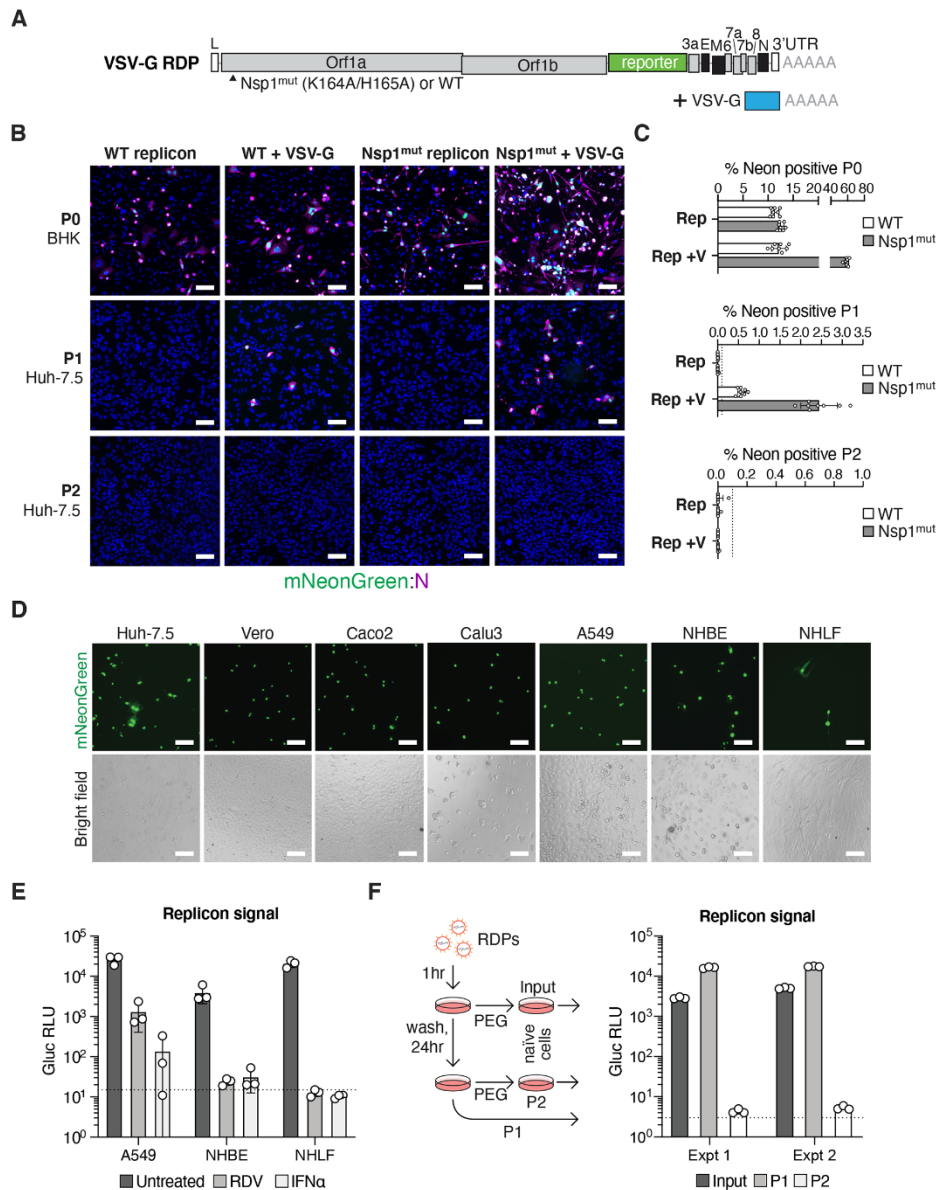 A
L
Orf1a
Orf1b
reporter
3a
E
M
6
7a
7b
8
N
3'UTR
AAAAA
VSV-G RDP
Nsp1mut (K164A/H165A) or WT
+ VSV-G
AAAAA
B
WT replicon
WT + VSV-G
Nsp1mut replicon
Nsp1mut + VSV-G
P0
BHK
P1
Huh-7.5
P2
Huh-7.5
mNeonGreen:N
C
% Neon positive P0
0 5 10 15 20 40 60 80
Rep
Rep +V
WT
Nsp1mut
% Neon positive P1
0.0 0.5 1.0 1.5 2.0 2.5 3.0 3.5
Rep
Rep +V
WT
Nsp1mut
% Neon positive P2
0.0 0.2 0.4 0.6 0.8 1.0
Rep
Rep +V
WT
Nsp1mut
D
Huh-7.5
Vero
Caco2
Calu3
A549
NHBE
NHLF
mNeonGreen
Bright field
E
Replicon signal
Gluc RLU
10⁵
10⁴
10³
10²
10¹
10⁰
A549
NHBE
NHLF
Untreated
RDV
IFNα
F
RDPs
1hr
Input
PEG
wash,
24hr
naïve
cells
PEG
P2
P1
Replicon signal
Gluc RLU
10⁵
10⁴
10³
10²
10¹
10⁰
Expt 1
Expt 2
Input
P1
P2